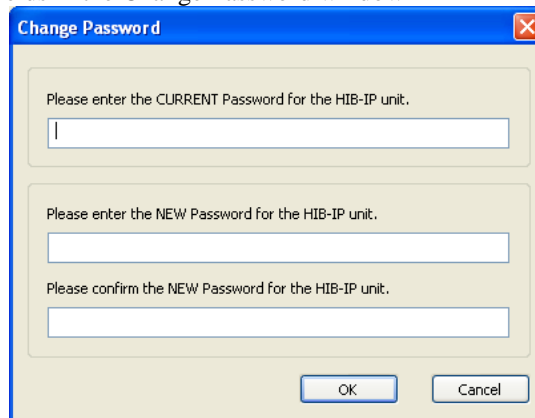 Change Password
Please enter the CURRENT Password for the HIB-IP unit.
Please enter the NEW Password for the HIB-IP unit.
Please confirm the NEW Password for the HIB-IP unit.
OK Cancel